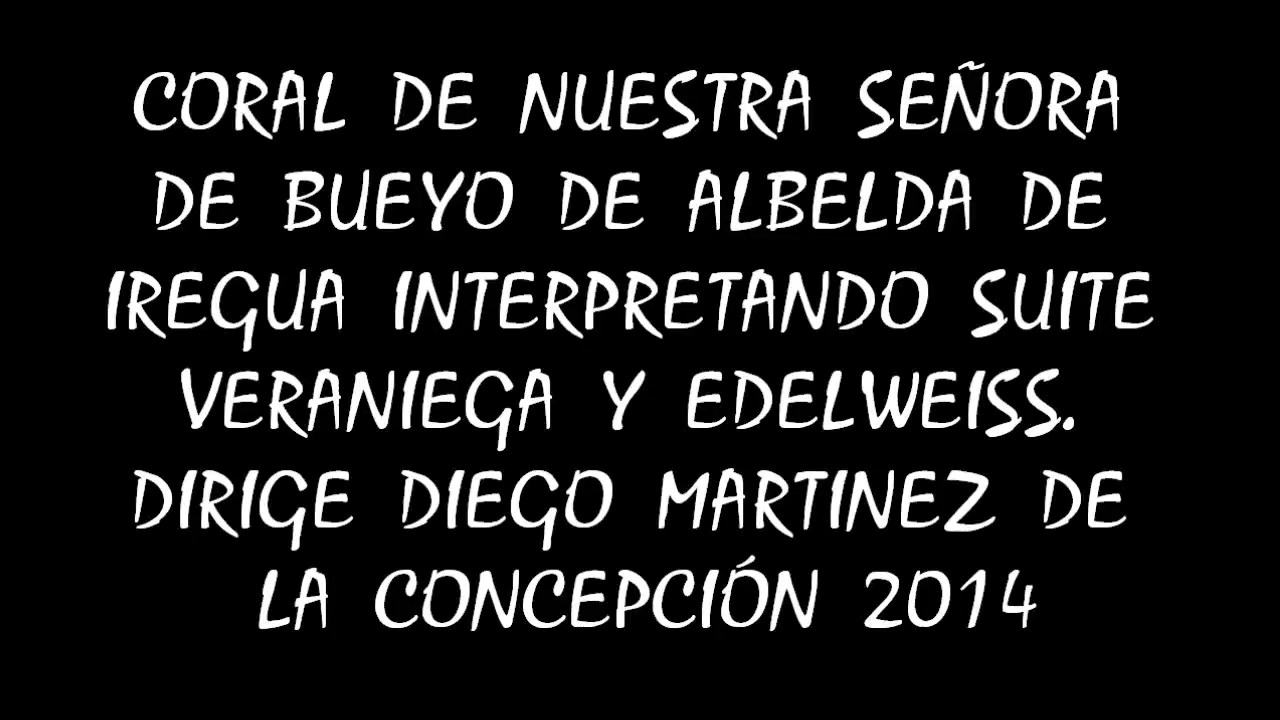 CORAL DE NUESTRA SEÑORA
DE BUEYO DE ALBELDA DE
IREGUA INTERPRETANDO SUITE
VERANIEGA Y EDELWEISS.
DIRIGE DIEGO MARTINEZ DE
LA CONCEPCIÓN 2014